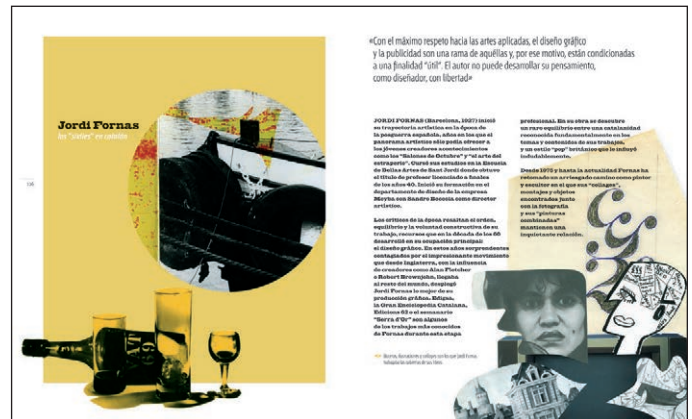 Jordi Fornas
los "sixties" en catalán
«Con el máximo respeto hacia las artes aplicadas, el diseño gráfico
y la publicidad son una rama de aquéllas y, por ese motivo, están condicionadas
a una finalidad "útil". El autor no puede desarrollar su pensamiento,
como diseñador, con libertad»
JORDI FORNAS (Barcelona, 1927) inició
su trayectoria artística en la época de
la posguerra española, años en los que el
panorama artístico sólo podía ofrecer a
los jóvenes creadores acontecimientos
como los "Salones de Octubre" y "el arte del
estraperlo". Cursó sus estudios en la Escuela
de Bellas Artes de Sant Jordi donde obtuvo
el título de profesor licenciado a finales
de los años 40. Inició su formación en el
departamento de diseño de la empresa
Meyba con Sandro Bocola como director
artístico.
Los críticos de la época resaltan el orden,
equilibrio y la voluntad constructiva de su
trabajo, recursos que en la década de los 60
desarrolló en su ocupación principal:
el diseño gráfico. En estos años sorprendentes
contagiados por el impresionante movimiento
que desde Inglaterra, con la influencia
de creadores como Alan Fletcher
o Robert Brownjohn, llegaba
al resto del mundo, desplegó
Jordi Fornas lo mejor de su
producción gráfica. Edigsa,
la Gran Enciclopèdia Catalana,
Edicions 62 o el semanario
"Serra d'Or" son algunos
de los trabajos más conocidos
de Fornas durante esta etapa
profesional. En su obra se descubre
un raro equilibrio entre una catalanidad
reconocida fundamentalmente en los
temas y contenidos de sus trabajos,
y un estilo "pop" británico que le influyó
indudablemente.
Desde 1975 y hasta la actualidad Fornas ha
retomado un arriesgado camino como pintor
y escultor en el que sus "collages",
montajes y objetos
encontrados junto
con la fotografía
y sus "pinturas
combinadas"
mantienen una
inquietante relación.